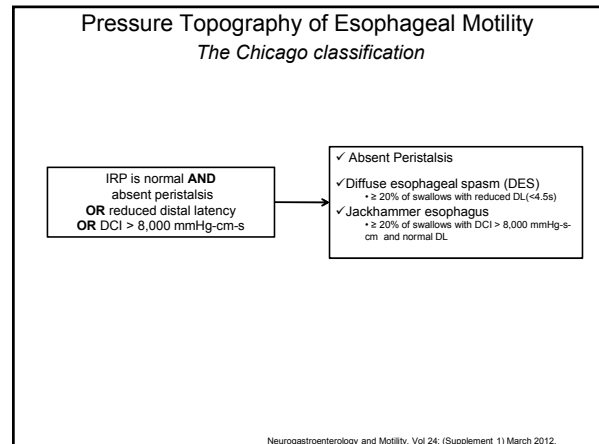 Pressure Topography of Esophageal Motility
The Chicago classification
IRP is normal AND
absent peristalsis
OR reduced distal latency
OR DCI > 8,000 mmHg-cm-s
✓ Absent Peristalsis
✓Diffuse esophageal spasm (DES)
• ≥ 20% of swallows with reduced DL(<4.5s)
✓Jackhammer esophagus
• ≥ 20% of swallows with DCI > 8,000 mmHg-s-
cm and normal DL
Neurogastroenterology and Motility, Vol 24; (Supplement 1) March 2012.